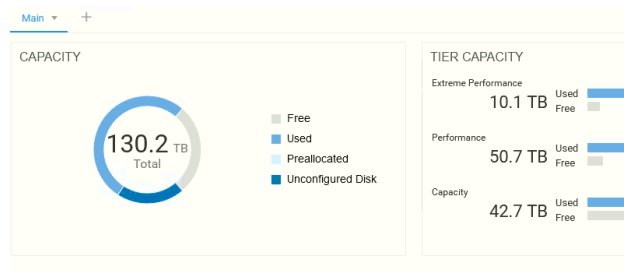 Main +
CAPACITY
130.2 TB
Total
Free
Used
Preallocated
Unconfigured Disk
TIER CAPACITY
Extreme Performance
10.1 TB Used
Free
Performance
50.7 TB Used
Free
Capacity
42.7 TB Used
Free